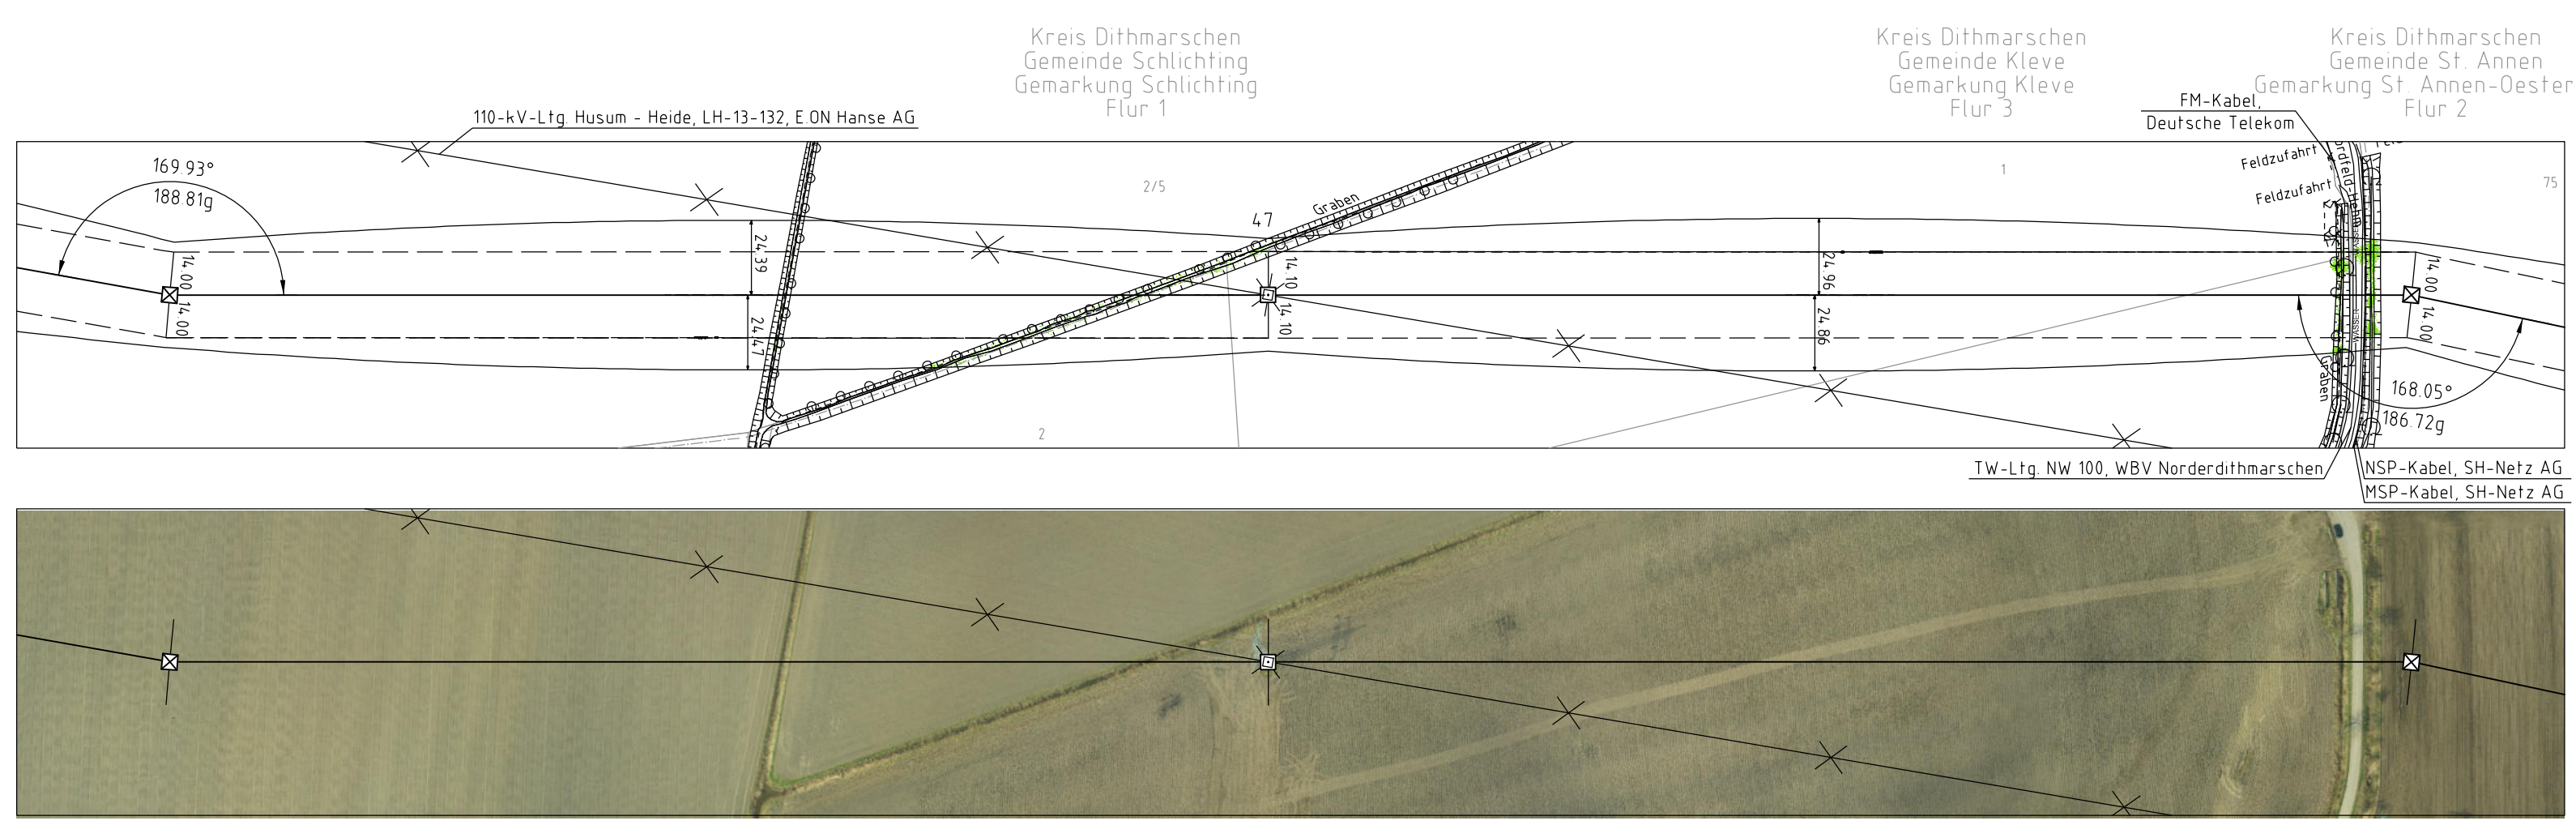 Kreis Dithmarschen
Gemeinde Schlichting
Gemarkung Schlichting
Flur 1
Kreis Dithmarschen
Gemeinde Kleve
Gemarkung Kleve
Flur 3
Kreis Dithmarschen
Gemeinde St. Annen
Gemarkung St. Annen-Oester
Flur 2
110-kV-Ltg. Husum - Heide, LH-13-132, E.ON Hanse AG
FM-Kabel,
Deutsche Telekom
169.93°
188.81g
2/5
1
75
Feldzufahrt
Feldzufahrt
47
Graben
24.39
14.00
14.00
24.47
14.10
14.10
24.96
24.86
14.00
14.00
Graben
168.05°
186.72g
2
TW-Ltg. NW 100, WBV Norderdithmarschen
NSP-Kabel, SH-Netz AG
MSP-Kabel, SH-Netz AG